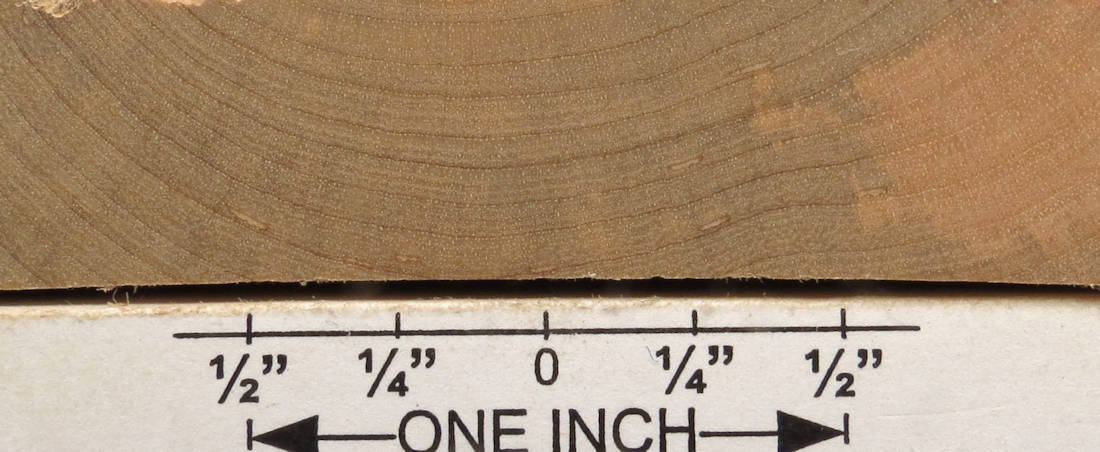 ½” ¼” 0 ¼” ½”
ONE INCH